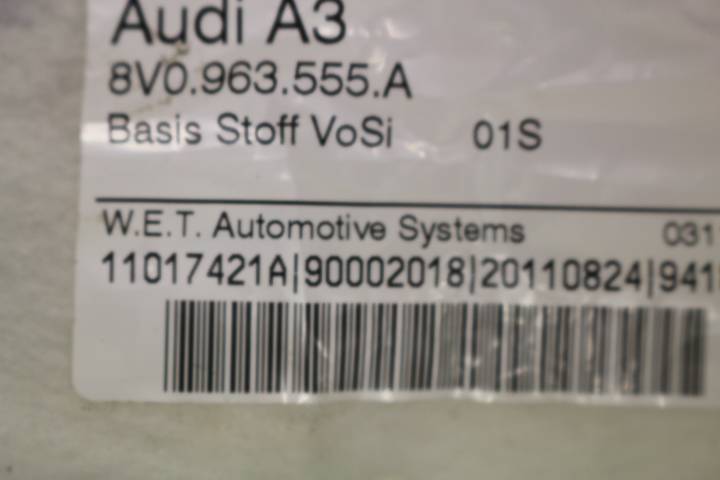 Audi A3
8V0.963.555.A
Basis Stoff VoSi 01S
W.E.T. Automotive Systems 031
11017421A|90002018|20110824|941